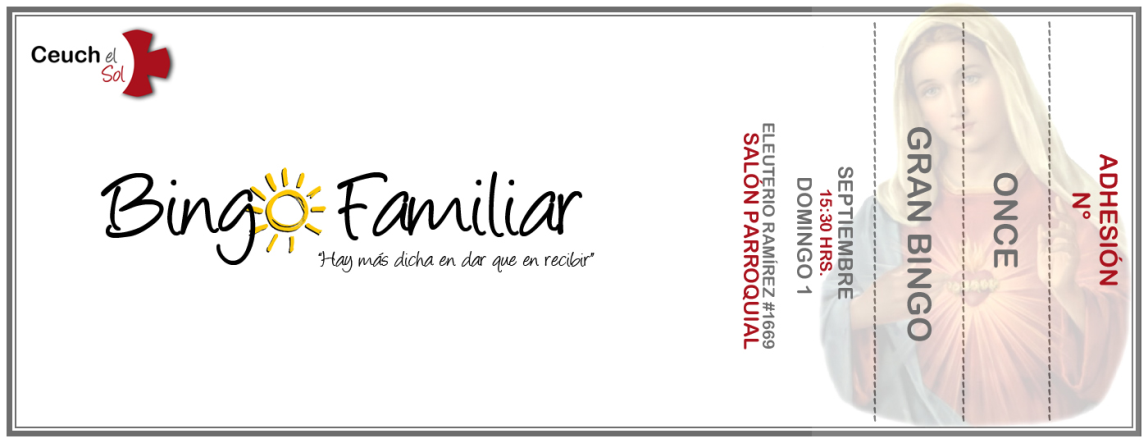 Ceuch el
Sol
Bingo Familiar
"Hay más dicha en dar que en recibir"
ELEUTERIO RAMÍREZ #1669
SALÓN PARROQUIAL
SEPTIEMBRE
15:30 HRS.
DOMINGO 1
GRAN BINGO
ONCE
ADHESIÓN
N°